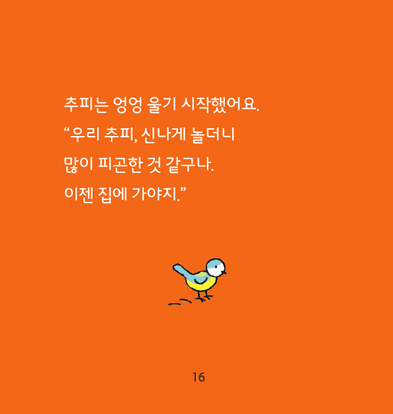 추피는 엉엉 울기 시작했어요.
“우리 추피, 신나게 놀더니
많이 피곤한 것 같구나.
이젠 집에 가야지.”
16